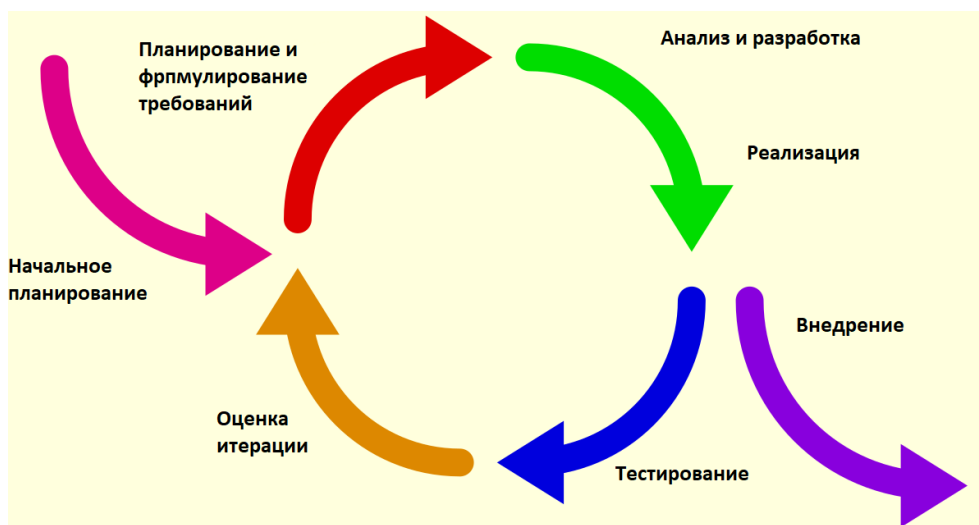 Планирование и
фрпмулирование
требований
Анализ и разработка
Реализация
Начальное
планирование
Внедрение
Оценка
итерации
Тестирование